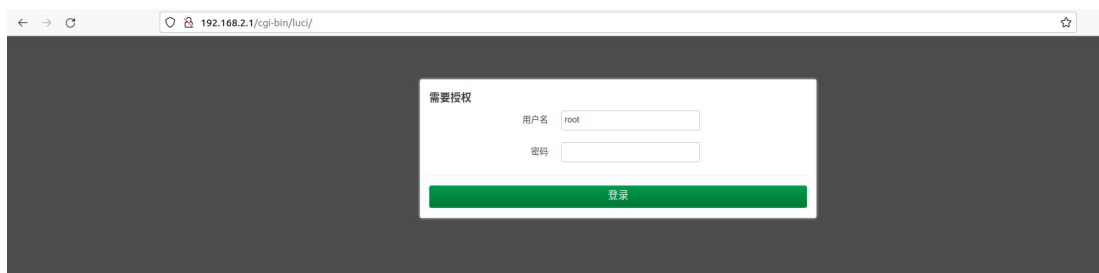 192.168.2.1/cgi-bin/luci/
需要授权
用户名 root
密码
登录